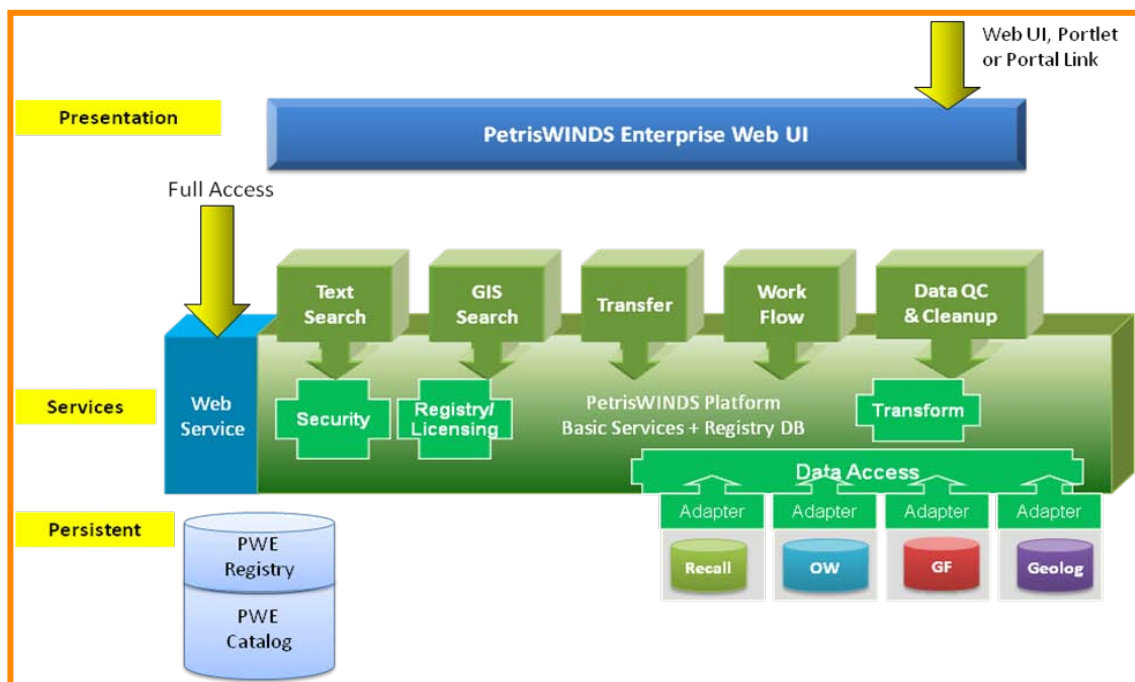 Web UI, Portlet
or Portal Link
Presentation
PetrisWINDS Enterprise Web UI
Full Access
Text
Search
GIS
Search
Transfer
Work
Flow
Data QC
& Cleanup
Services
Web
Service
Security
Registry/
Licensing
PetrisWINDS Platform
Basic Services + Registry DB
Transform
Data Access
Persistent
Adapter
Adapter
Adapter
Adapter
Recall
OW
GF
Geolog
PWE
Registry
PWE
Catalog